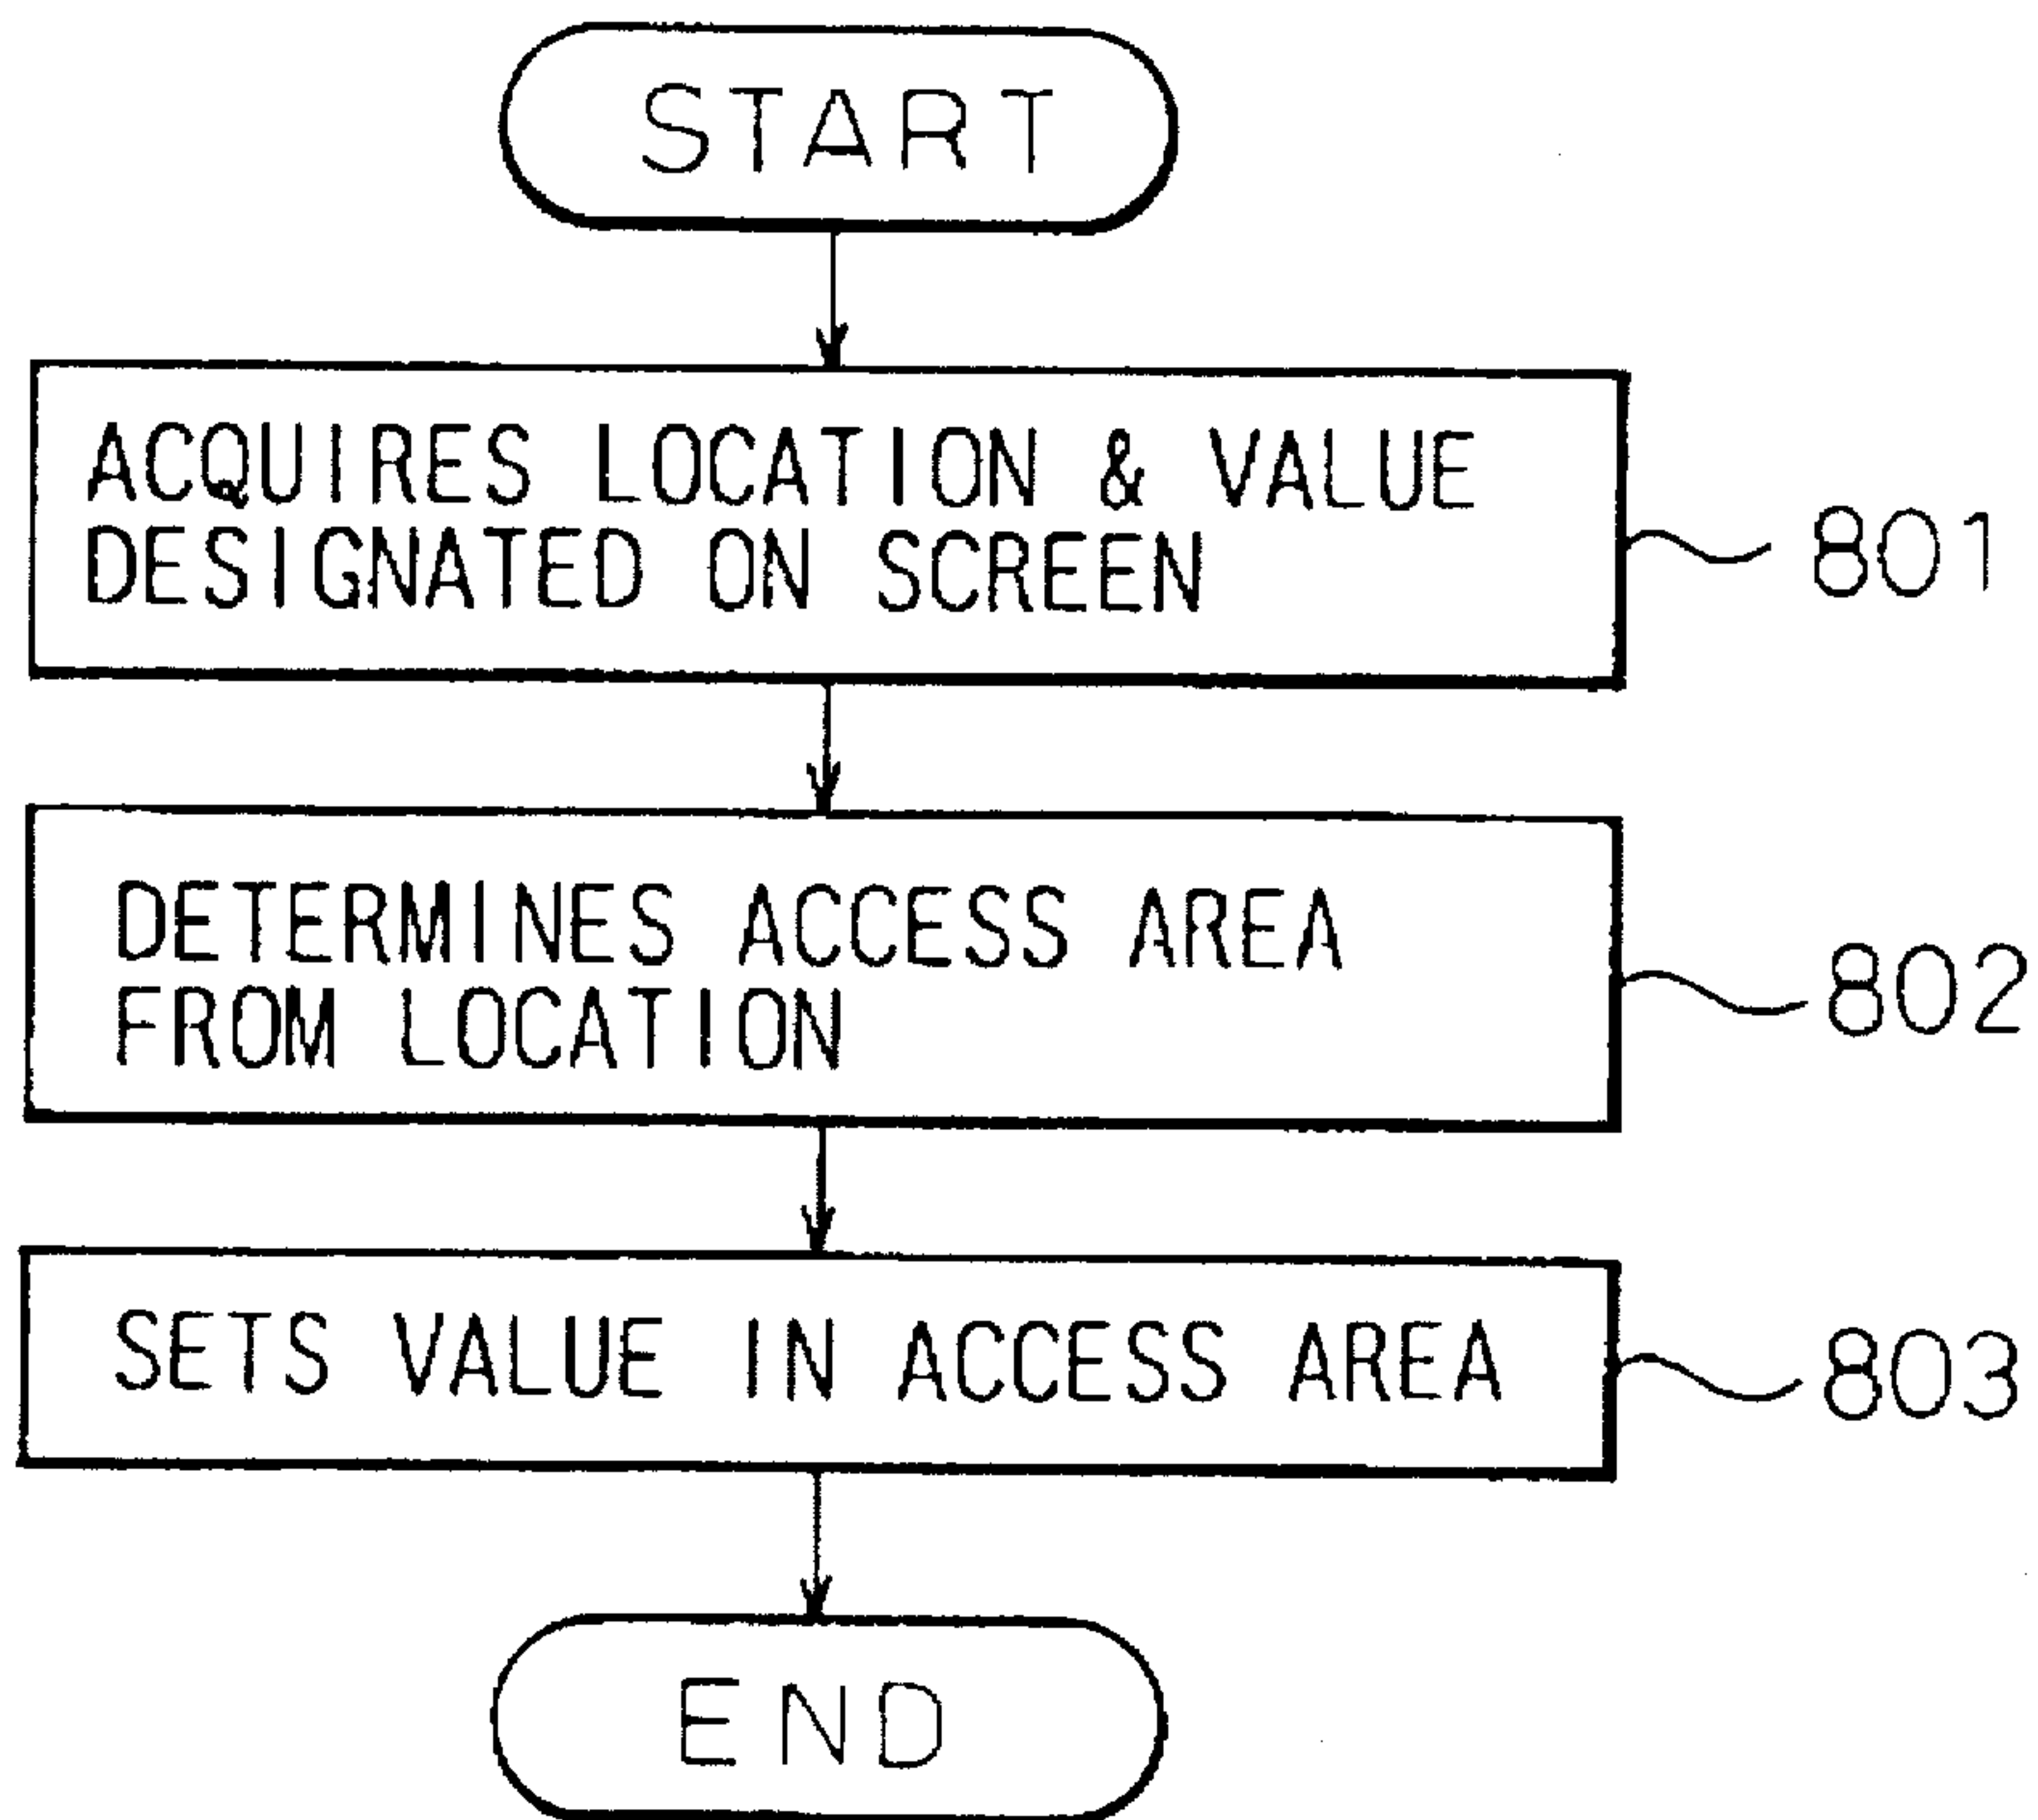 START
ACQUIRES LOCATION & VALUE
DESIGNATED ON SCREEN
801
DETERMINES ACCESS AREA
FROM LOCATION
802
SETS VALUE IN ACCESS AREA
803
END